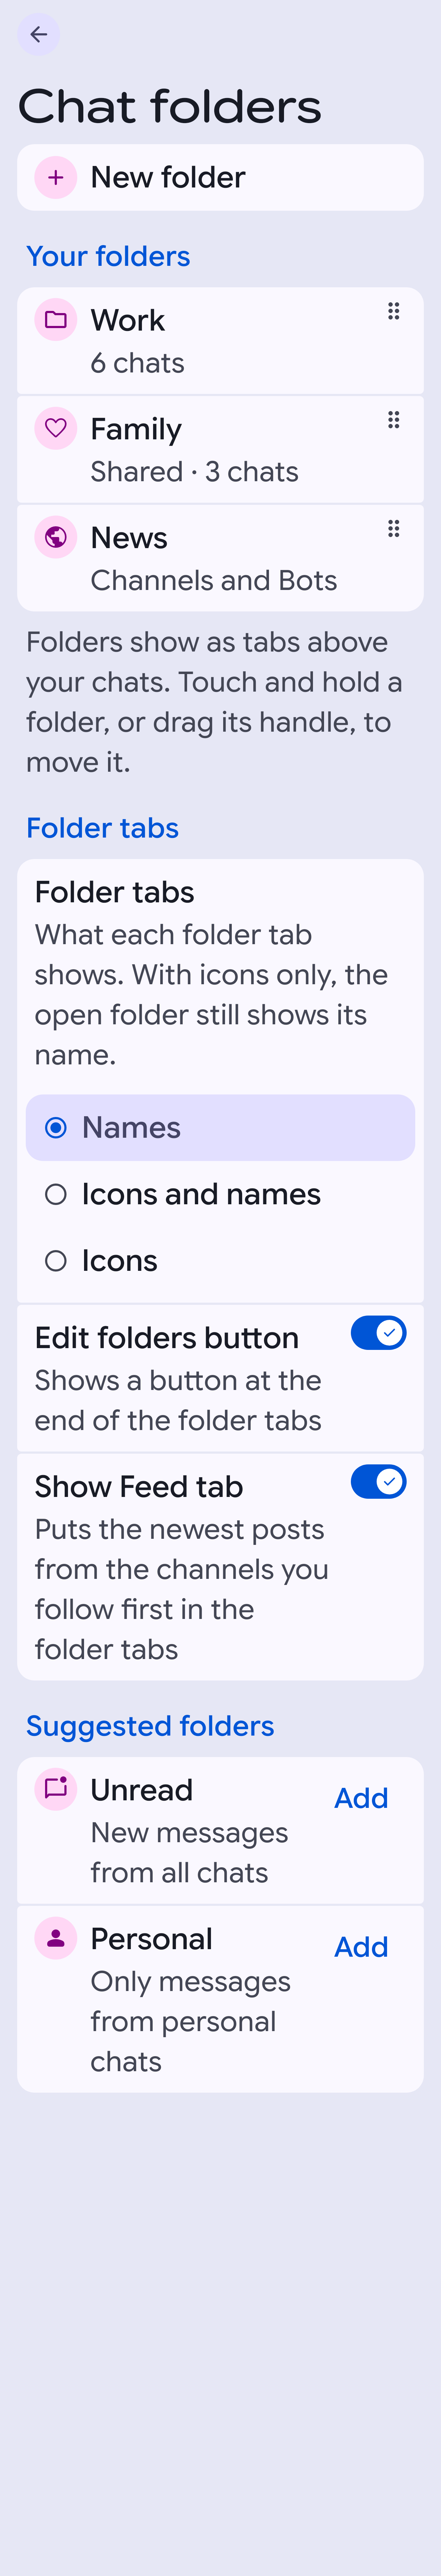 Chat folders
New folder
Your folders
Work
6 chats
Family
Shared · 3 chats
News
Channels and Bots
Folders show as tabs above
your chats. Touch and hold a
folder, or drag its handle, to
move it.
Folder tabs
Folder tabs
What each folder tab
shows. With icons only, the
open folder still shows its
name.
Names
Icons and names
Icons
Edit folders button
Shows a button at the
end of the folder tabs
Show Feed tab
Puts the newest posts
from the channels you
follow first in the
folder tabs
Suggested folders
Unread
Add
New messages
from all chats
Personal
Add
Only messages
from personal
chats